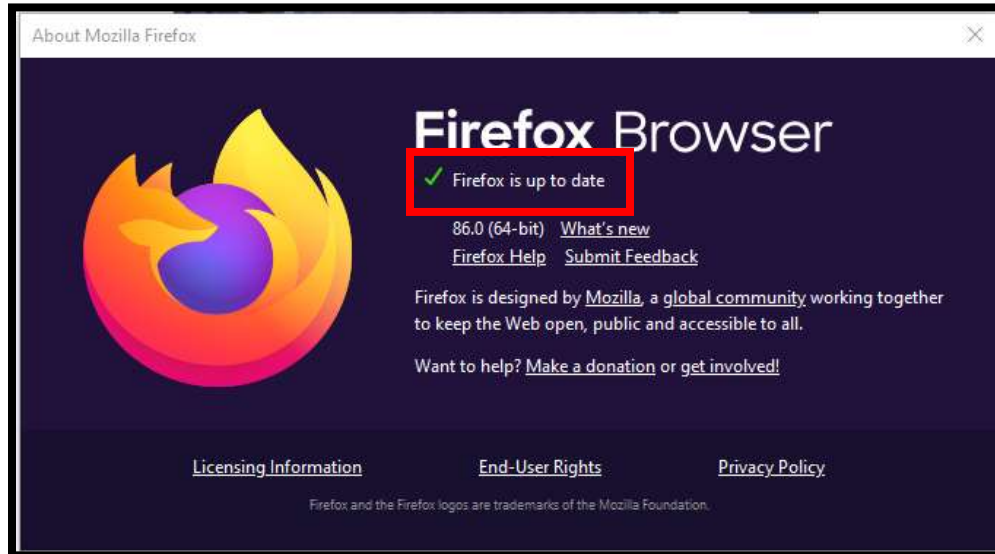 About Mozilla Firefox
Firefox Browser
Firefox is up to date
86.0 (64-bit) What's new
Firefox Help Submit Feedback
Firefox is designed by Mozilla, a global community working together
to keep the Web open, public and accessible to all.
Want to help? Make a donation or get involved!
Licensing Information End-User Rights Privacy Policy
Firefox and the Firefox logos are trademarks of the Mozilla Foundation.